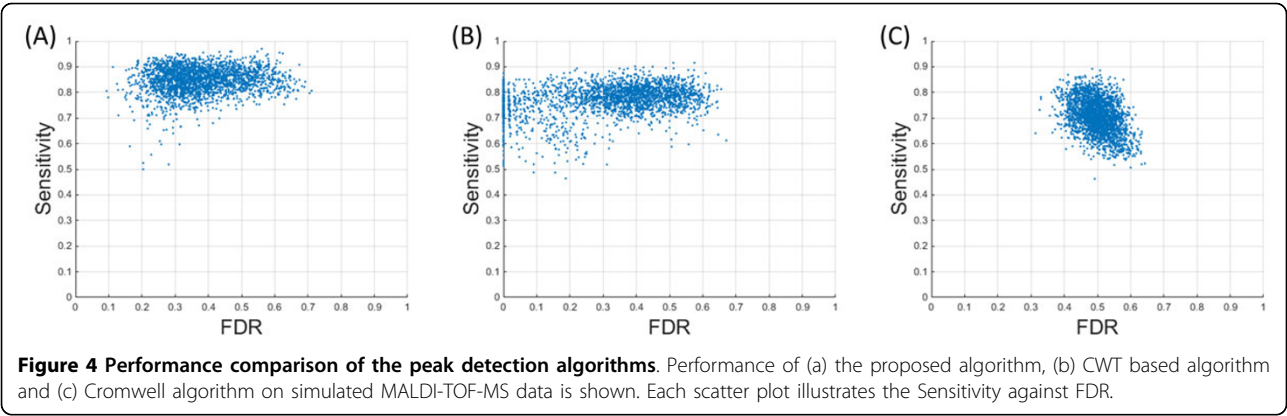 (A)
1
0.9
0.8
0.7
0.6
0.5
0.4
0.3
0.2
0.1
0
Sensitivity
0 0.1 0.2 0.3 0.4 0.5 0.6 0.7 0.8 0.9 1
FDR
(B)
1
0.9
0.8
0.7
0.6
0.5
0.4
0.3
0.2
0.1
0
Sensitivity
0 0.1 0.2 0.3 0.4 0.5 0.6 0.7 0.8 0.9 1
FDR
(C)
1
0.9
0.8
0.7
0.6
0.5
0.4
0.3
0.2
0.1
0
Sensitivity
0 0.1 0.2 0.3 0.4 0.5 0.6 0.7 0.8 0.9 1
FDR
Figure 4 Performance comparison of the peak detection algorithms. Performance of (a) the proposed algorithm, (b) CWT based algorithm
and (c) Cromwell algorithm on simulated MALDI-TOF-MS data is shown. Each scatter plot illustrates the Sensitivity against FDR.